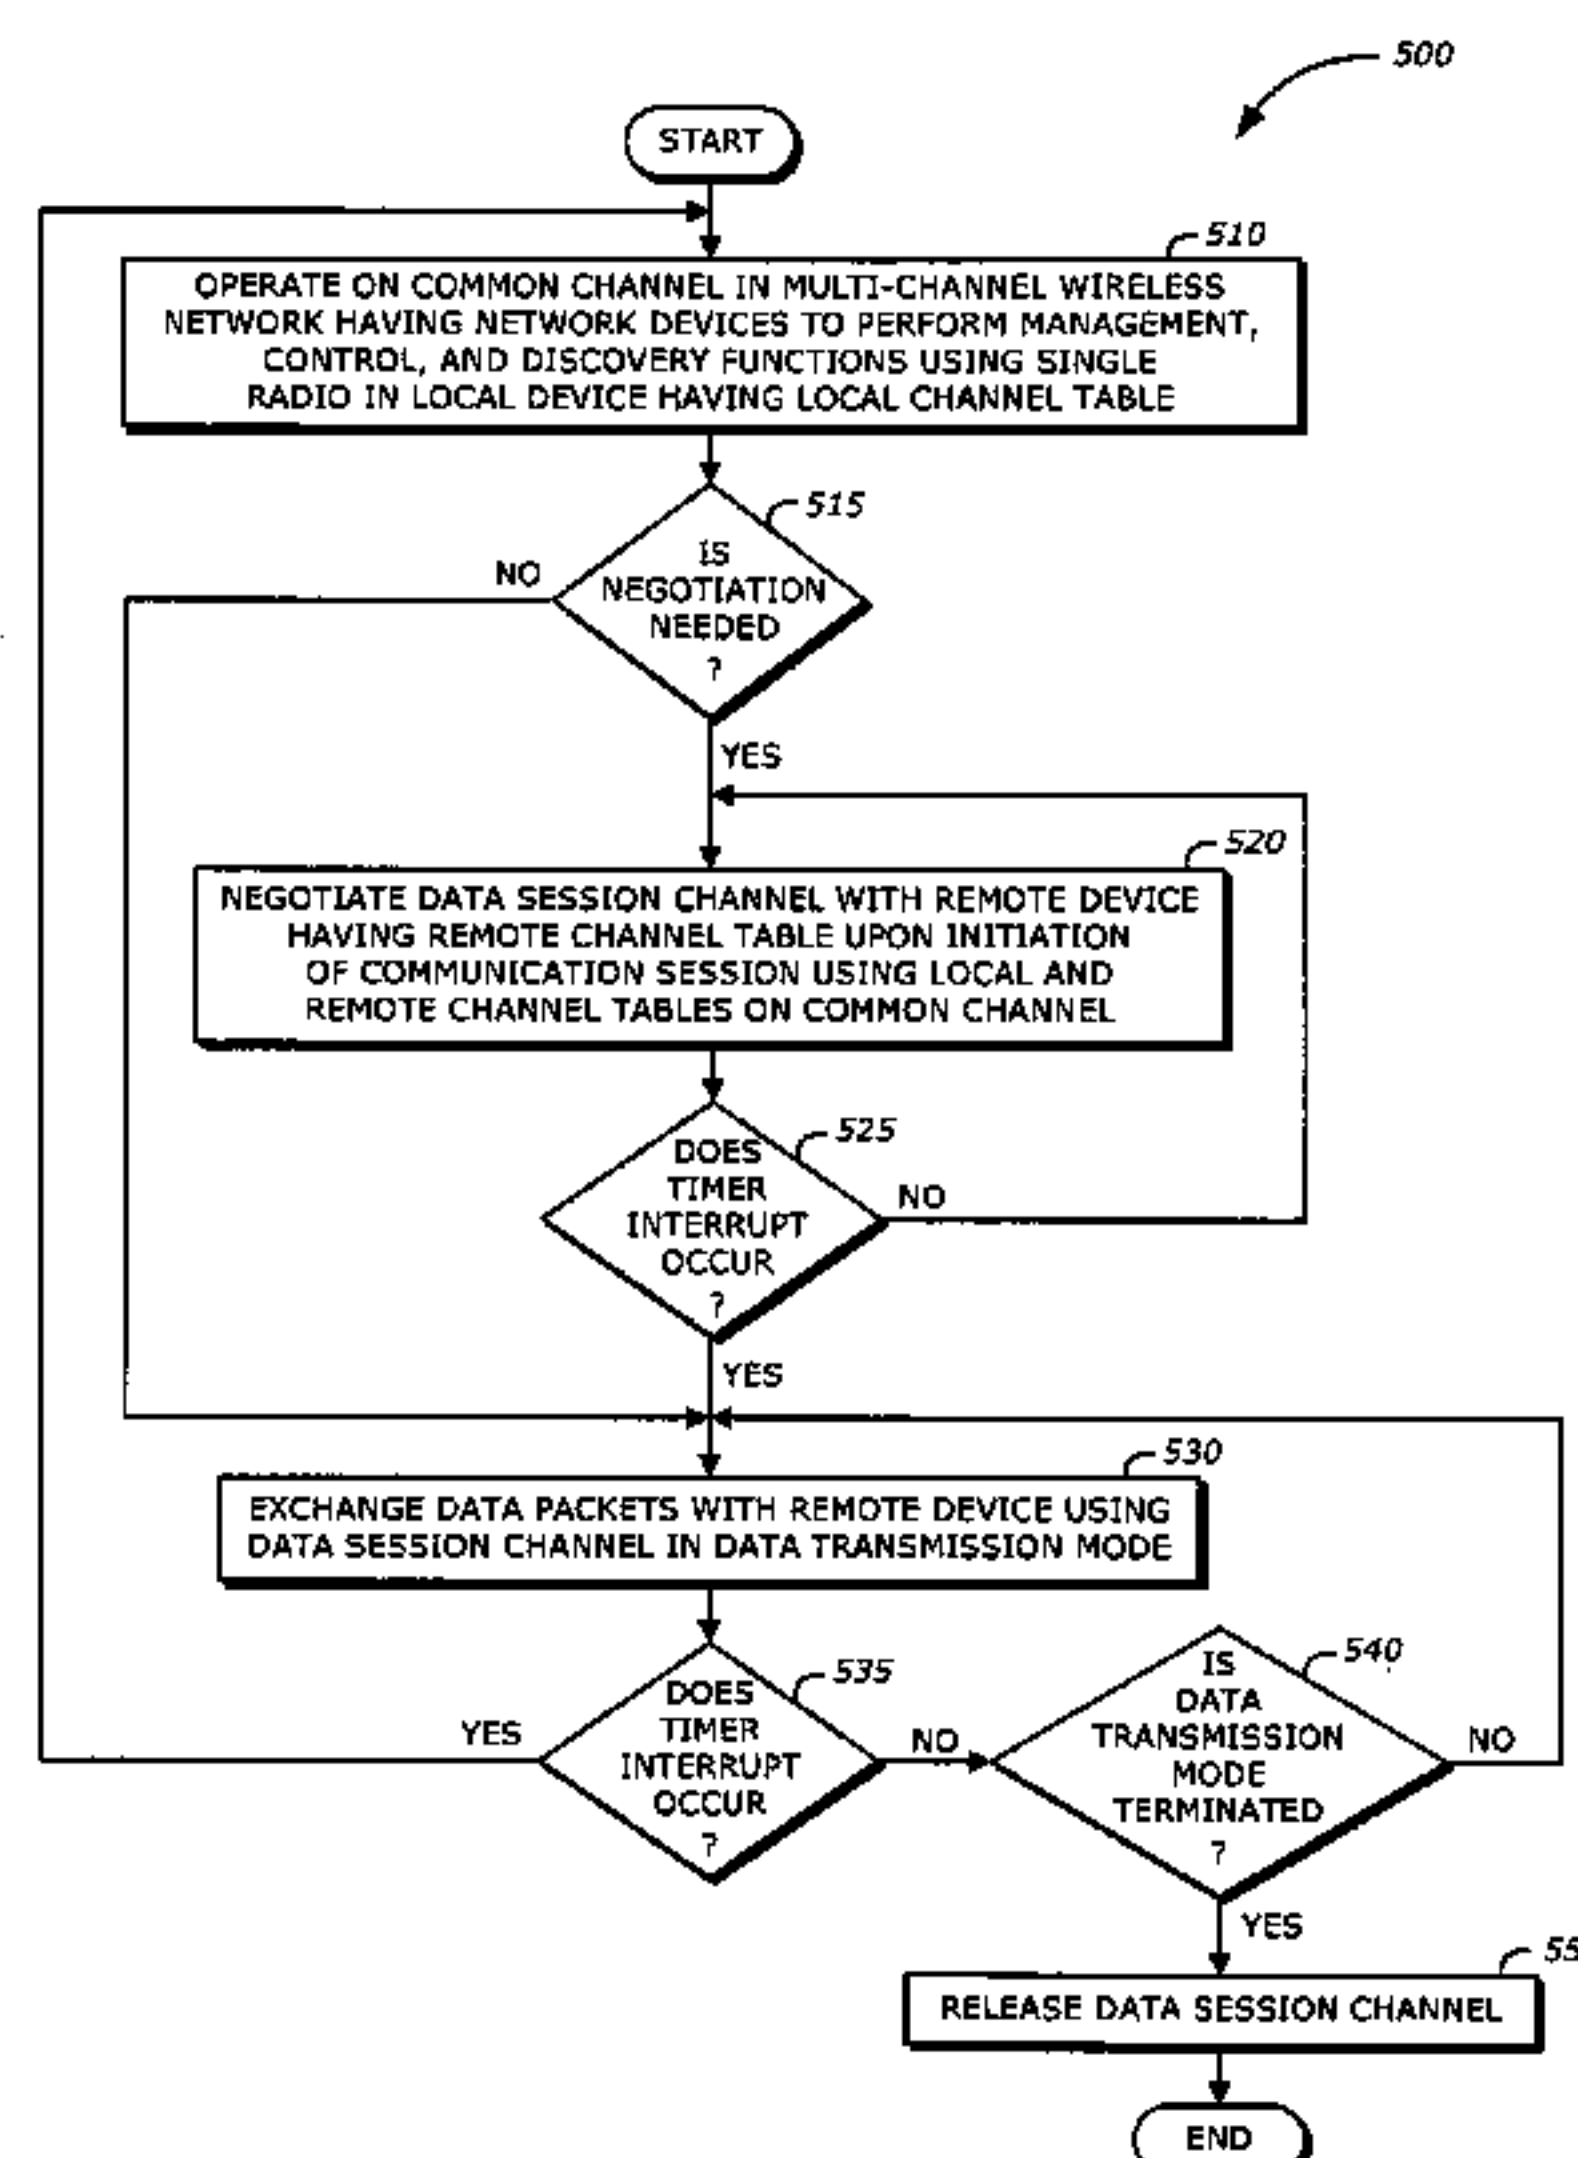 500
START
510
OPERATE ON COMMON CHANNEL IN MULTI-CHANNEL WIRELESS
NETWORK HAVING NETWORK DEVICES TO PERFORM MANAGEMENT,
CONTROL, AND DISCOVERY FUNCTIONS USING SINGLE
RADIO IN LOCAL DEVICE HAVING LOCAL CHANNEL TABLE
515
IS
NEGOTIATION
NEEDED
?
NO
YES
520
NEGOTIATE DATA SESSION CHANNEL WITH REMOTE DEVICE
HAVING REMOTE CHANNEL TABLE UPON INITIATION
OF COMMUNICATION SESSION USING LOCAL AND
REMOTE CHANNEL TABLES ON COMMON CHANNEL
525
DOES
TIMER
INTERRUPT
OCCUR
?
NO
YES
530
EXCHANGE DATA PACKETS WITH REMOTE DEVICE USING
DATA SESSION CHANNEL IN DATA TRANSMISSION MODE
535
DOES
TIMER
INTERRUPT
OCCUR
?
YES
NO
540
IS
DATA
TRANSMISSION
MODE
TERMINATED
?
NO
YES
RELEASE DATA SESSION CHANNEL
END